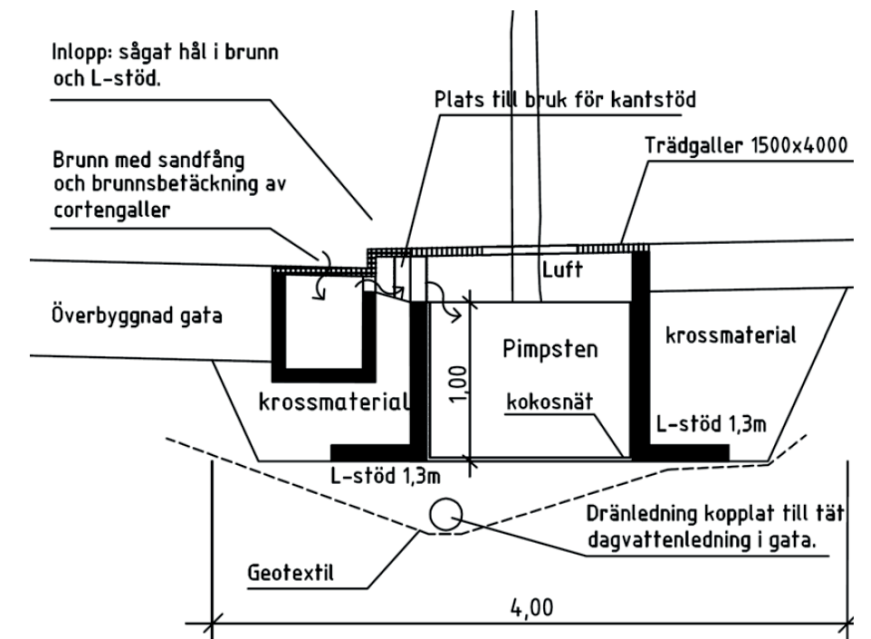 Inlopp: sågat hål i brunn
och L-stöd.
Plats till bruk för kantstöd
Trädgaller 1500x4000
Brunn med sandfång
och brunnsbetäckning av
cortengaller
Luft
Överbyggnad gata
Pimpsten
krossmaterial
1,00
krossmaterial
kokosnät
L-stöd 1,3m
L-stöd 1,3m
Dränledning kopplat till tät
dagvattenledning i gata.
Geotextil
4,00